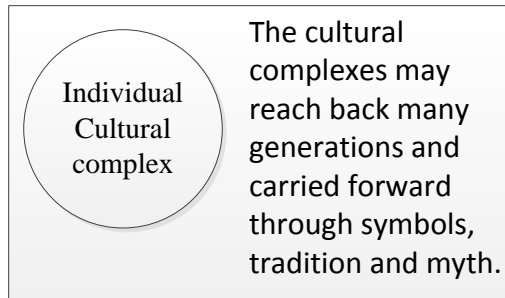 Individual
Cultural
complex
The cultural
complexes may
reach back many
generations and
carried forward
through symbols,
tradition and myth.